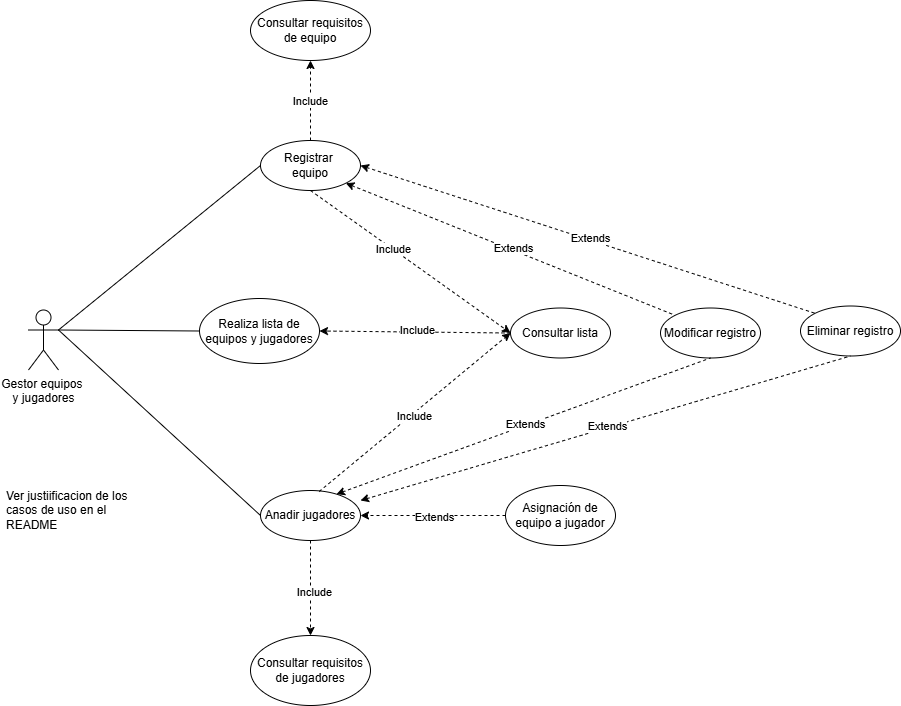 Consultar requisitos
de equipo
Include
Registrar
equipo
Include
Extends
Extends
Realiza lista de
equipos y jugadores
Include
Consultar lista
Modificar registro
Eliminar registro
Gestor equipos
y jugadores
Include
Extends
Extends
Ver justiificacion de los
casos de uso en el
README
Anadir jugadores
Extends
Asignación de
equipo a jugador
Include
Consultar requisitos
de jugadores